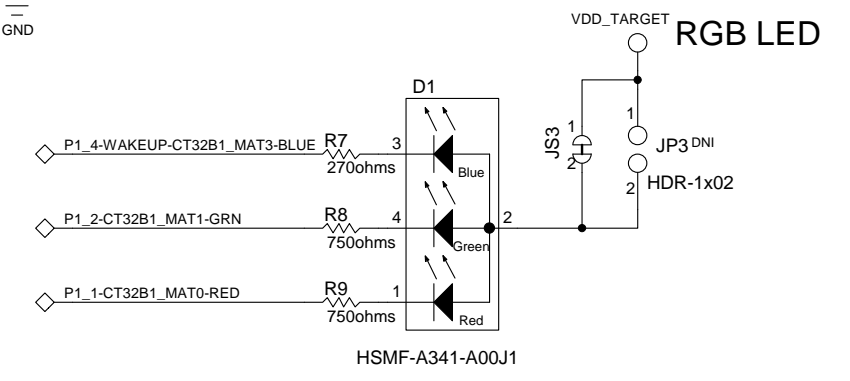 GND
VDD_TARGET
RGB LED
D1
P1_4-WAKEUP-CT32B1_MAT3-BLUE
R7
270ohms
3
Blue
JS3
1
2
1
JP3 DNI
2
HDR-1x02
P1_2-CT32B1_MAT1-GRN
R8
750ohms
4
Green
2
P1_1-CT32B1_MAT0-RED
R9
750ohms
1
Red
HSMF-A341-A00J1